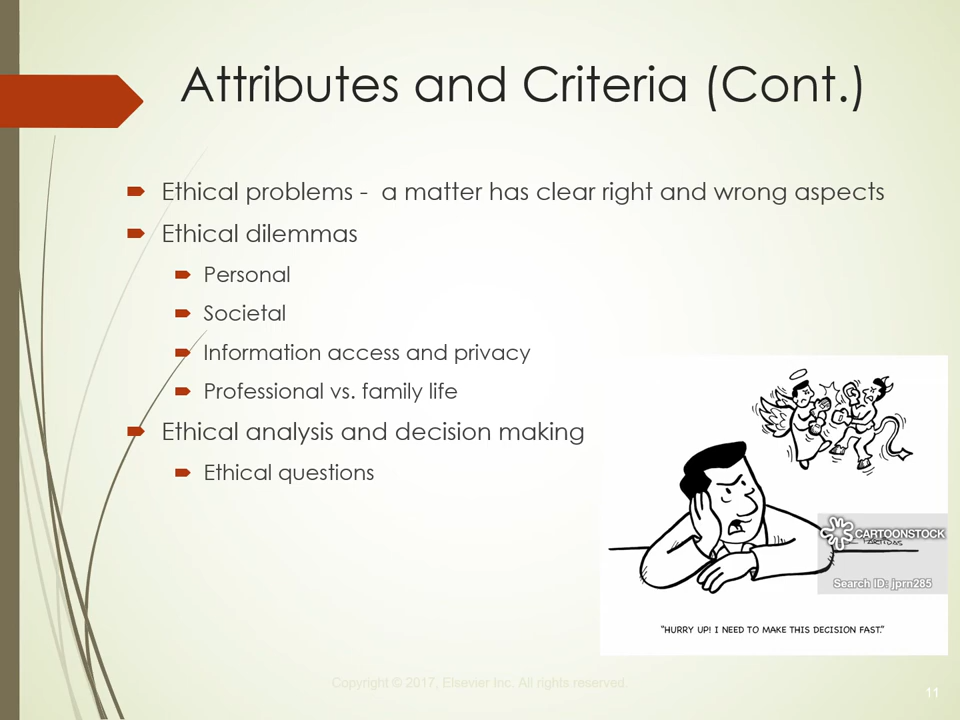 Attributes and Criteria (Cont.)
Ethical problems -  a matter has clear right and wrong aspects
Ethical dilemmas
Personal
Societal
Information access and privacy
Professional vs. family life
Ethical analysis and decision making
Ethical questions
CARTOONSTOCK
Search ID: jprn285
"HURRY UP! I NEED TO MAKE THIS DECISION FAST."
Copyright © 2017, Elsevier Inc. All rights reserved.
11